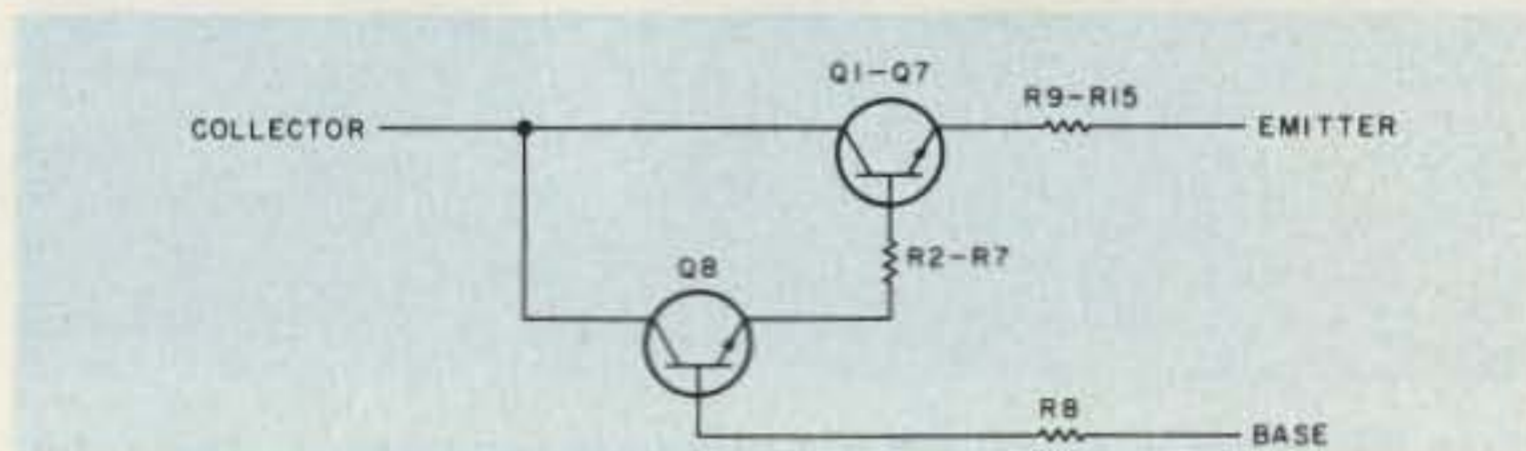 Q1-Q7
R9-R15
COLLECTOR
EMITTER
R2-R7
Q8
R8
BASE